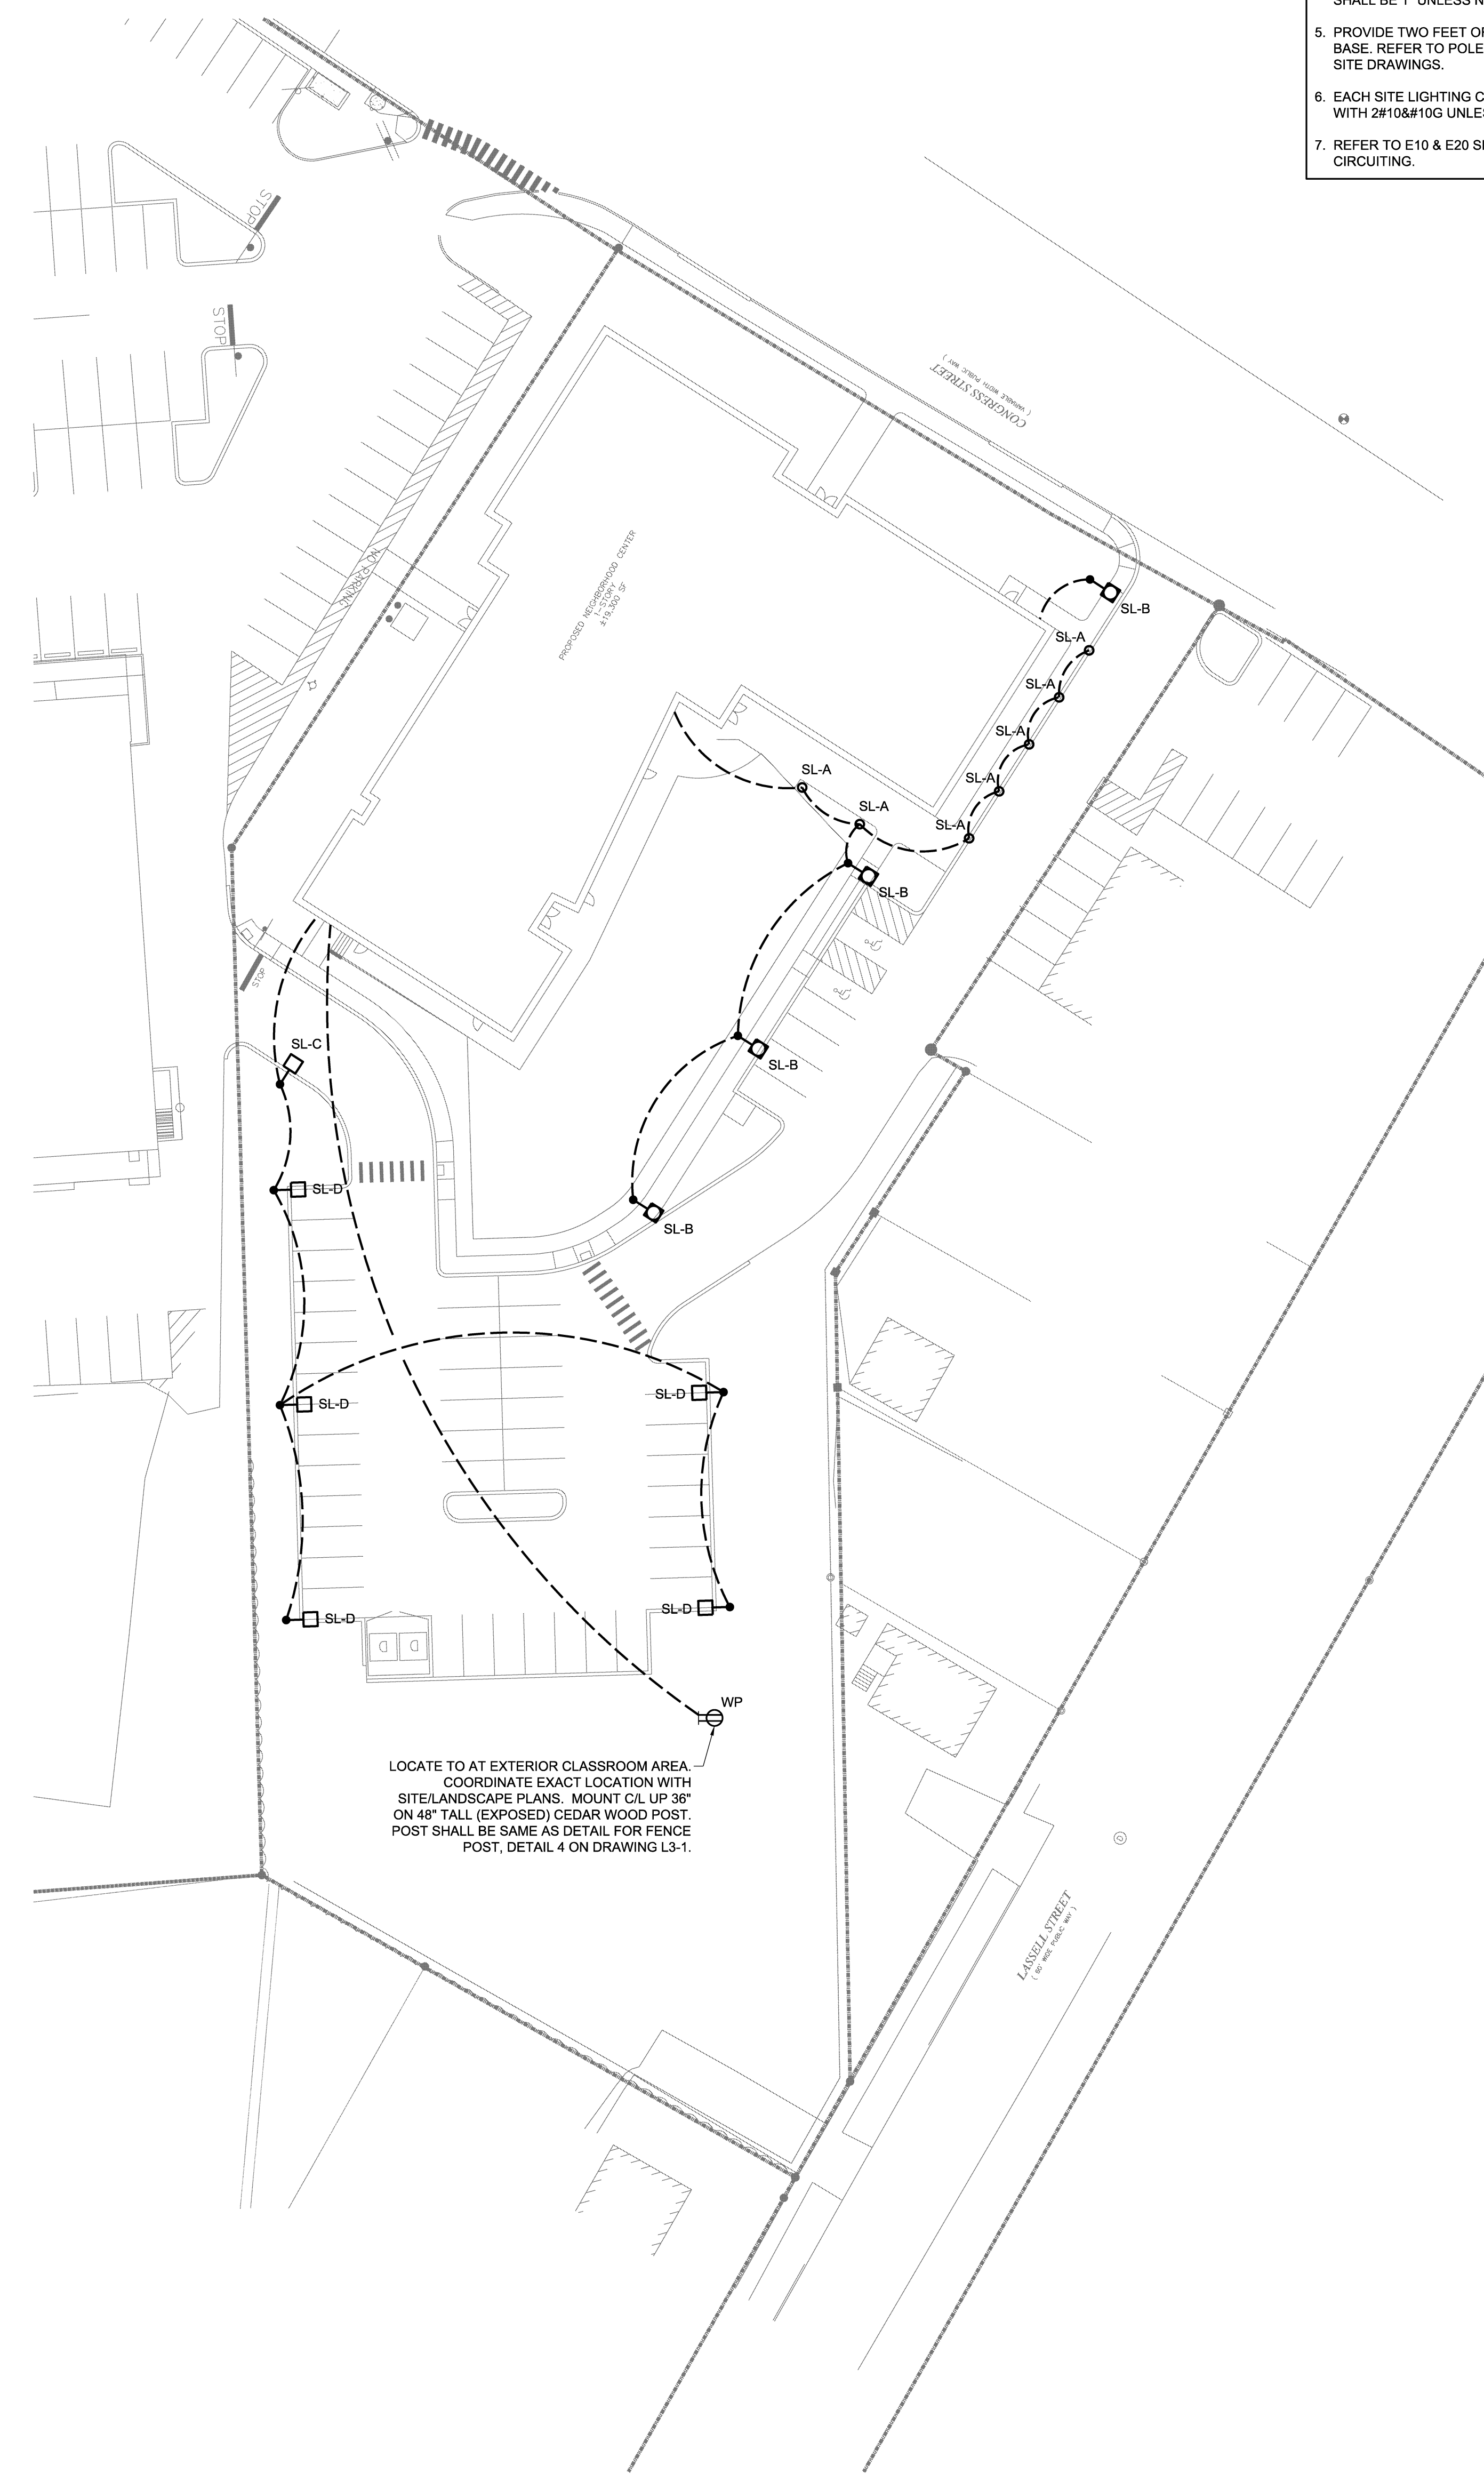 SHALL BE 1" UNLESS N
5. PROVIDE TWO FEET OF
BASE. REFER TO POLE
SITE DRAWINGS.
6. EACH SITE LIGHTING C
WITH 2#10&#10G UNLES
7. REFER TO E10 & E20 S
CIRCUITING.
STOP
STOP
CONGRESS STREET
( VARIABLE WIDTH PUBLIC WAY )
NO PARKING
PROPOSED NEIGHBORHOOD CENTER
1-STORY
±19,300 SF
SL-B
SL-A
SL-A
SL-A
SL-A
SL-A
SL-A
SL-A
SL-B
STOP
SL-C
SL-B
SL-D
SL-B
SL-D
SL-D
SL-D
SL-D
WP
LOCATE TO AT EXTERIOR CLASSROOM AREA.
COORDINATE EXACT LOCATION WITH
SITE/LANDSCAPE PLANS. MOUNT C/L UP 36"
ON 48" TALL (EXPOSED) CEDAR WOOD POST.
POST SHALL BE SAME AS DETAIL FOR FENCE
POST, DETAIL 4 ON DRAWING L3-1.
D
LASSELL STREET
( 50' WIDE PUBLIC WAY )